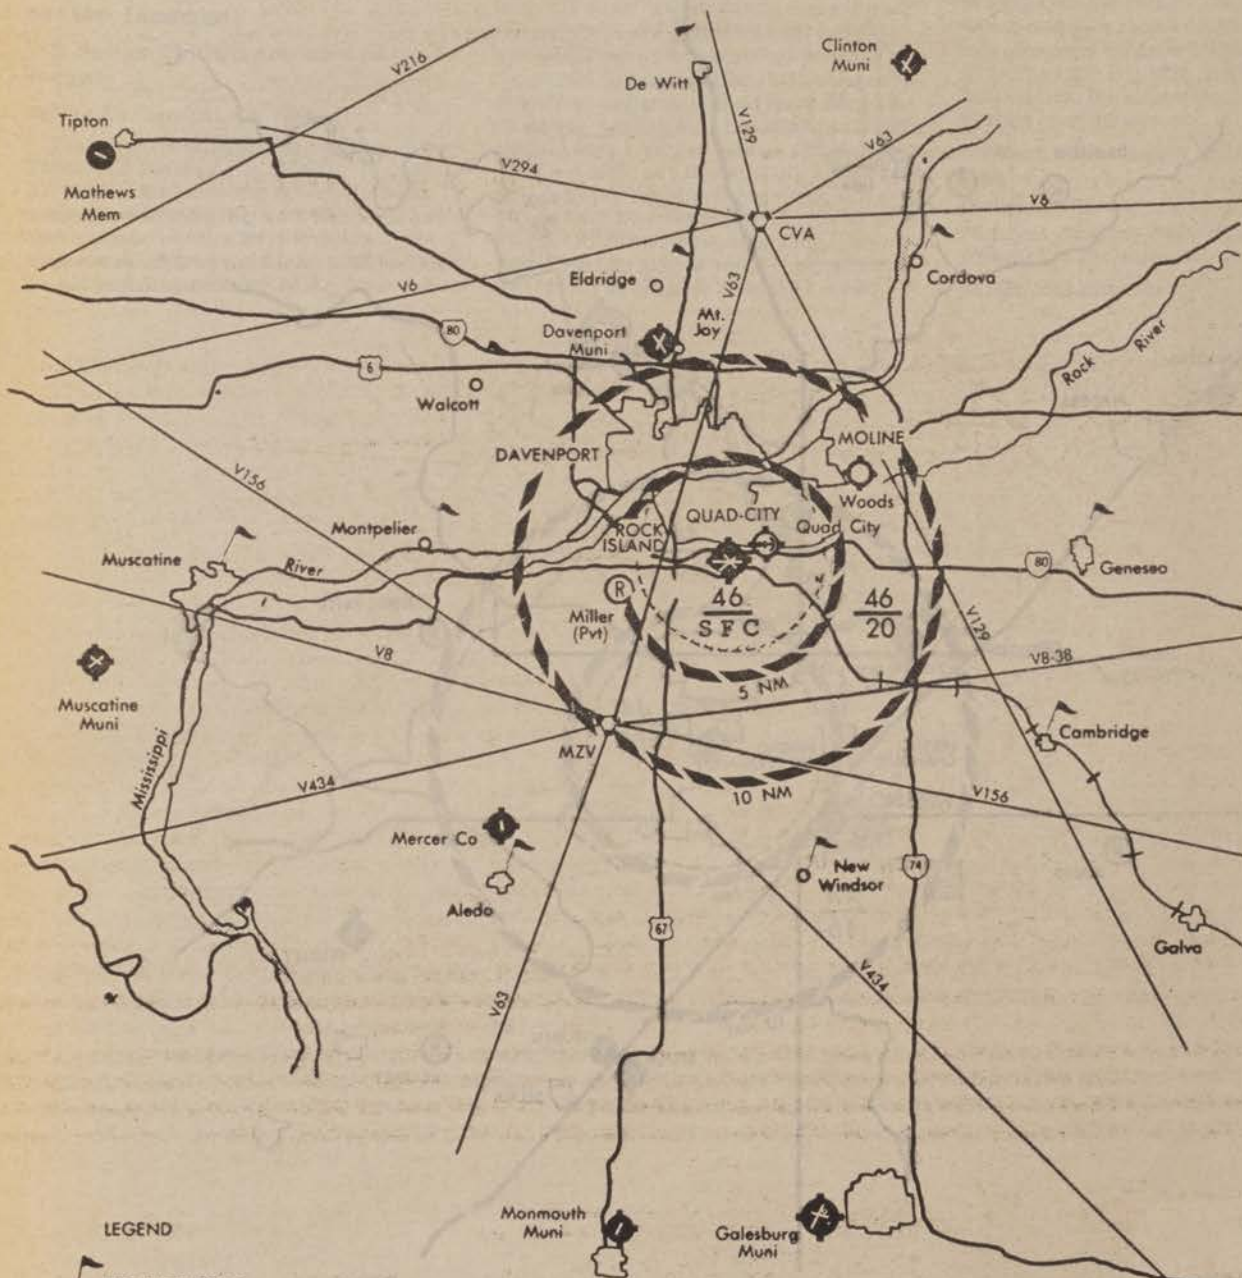 V216
De Witt
Clinton
Muni
Tipton
Mathews
Mem
V294
V129
V63
V6
CVA
Cordova
V6
Eldridge
V63
Mt.
Joy
Davenport
Muni
80
6
Walcott
Rock
River
V156
DAVENPORT
MOLINE
Woods
Montpelier
ROCK
ISLAND
QUAD-CITY
Quad City
Muscatine
River
80
Geneseo
R
Miller
(Pvt)
46
SFC
46
20
V129
V8
V8-38
5 NM
Muscatine
Muni
Mississippi
MZV
Cambridge
V434
10 NM
V156
Mercer Co
Aledo
New
Windsor
74
67
Galva
V63
V434
Monmouth
Muni
Galesburg
Muni
LEGEND